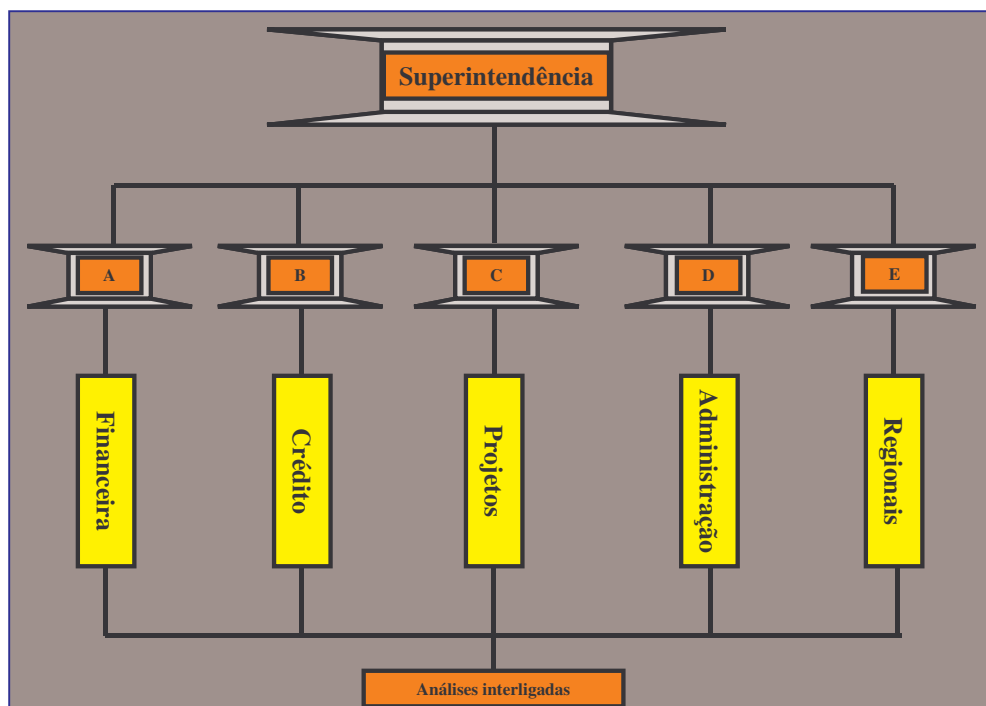 Superintendência
A
B
C
D
E
Financeira
Crédito
Projetos
Administração
Regionais
Análises interligadas